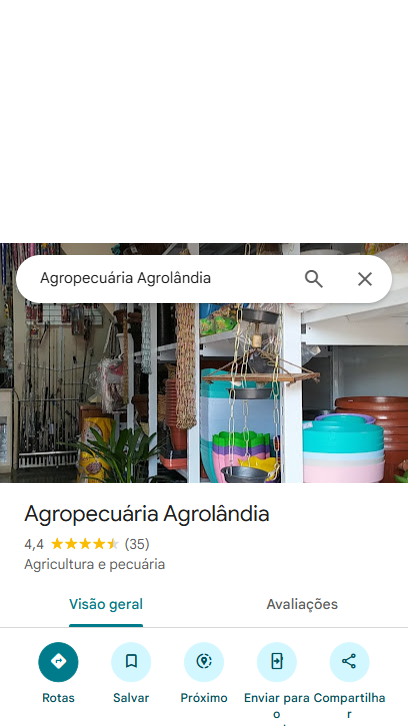 Agropecuária Agrolândia
Agropecuária Agrolândia
4,4 (35)
Agricultura e pecuária
Visão geral Avaliações
Rotas Salvar Próximo Enviar para o Compartilhar